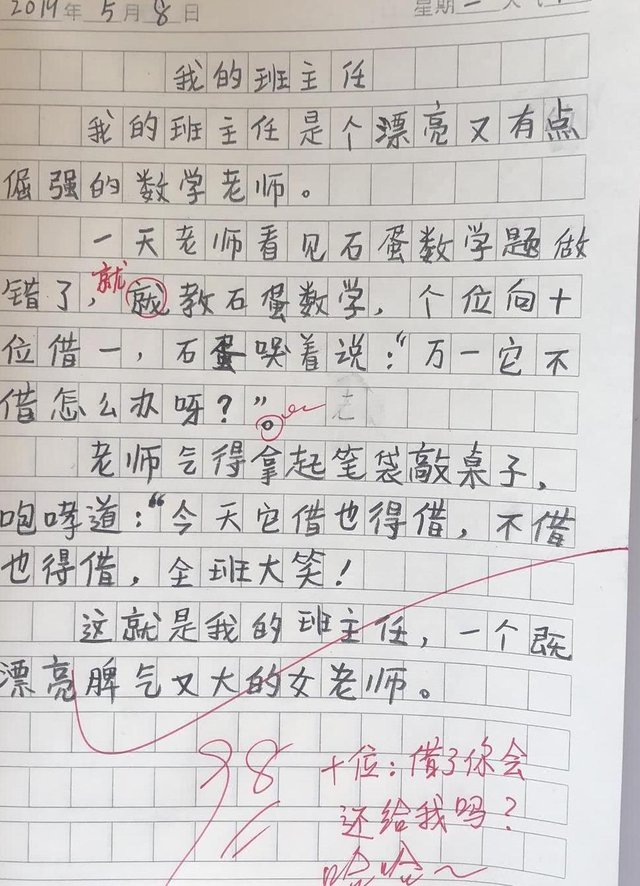 2019年5月8日 星期二 天气
我的班主任
我的班主任是个漂亮又有点
倔强的数学老师。
一天老师看见石蛋数学题做
就
错了，就教石蛋数学，个位向十
位借一，石蛋哭着说：“万一它不
借怎么办呀？”。 老
老师气得拿起笔袋敲桌子，
咆哮道：“今天它借也得借，不借
也得借，全班大笑！
这就是我的班主任，一个既
漂亮脾气又大的女老师。
98
十位：借了你会
还给我吗？
哈哈～